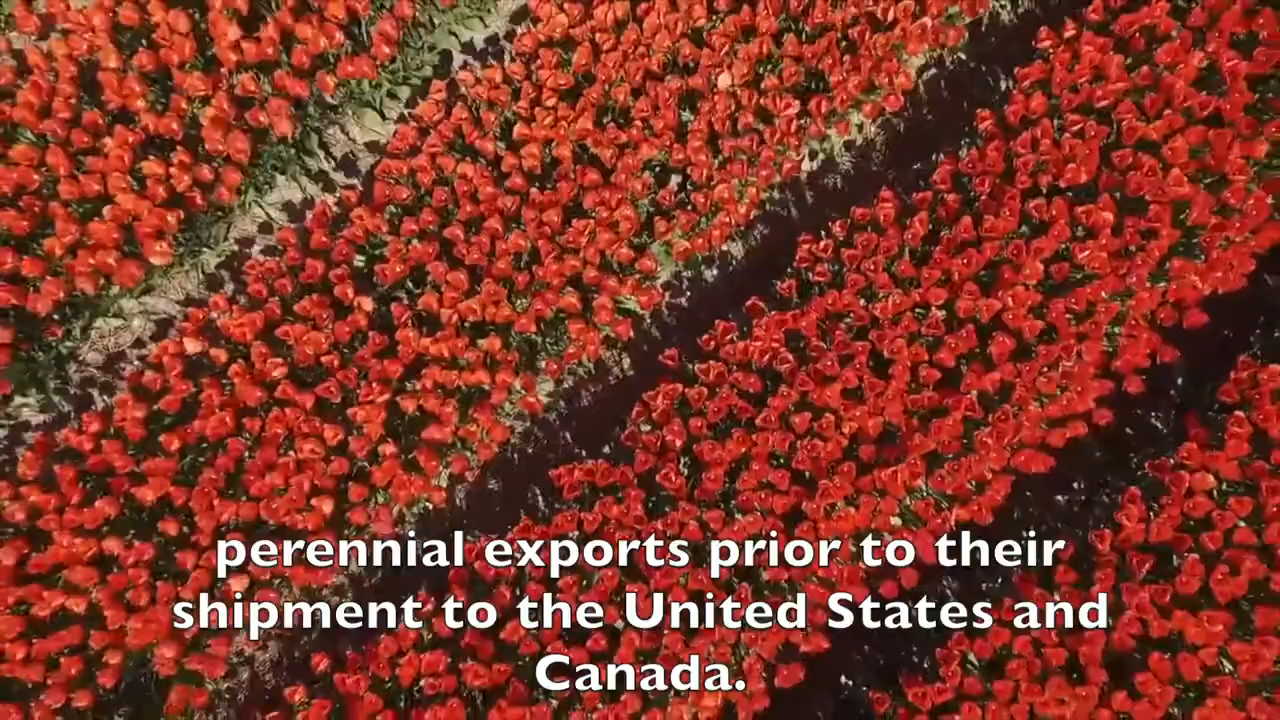 perennial exports prior to their
shipment to the United States and
Canada.